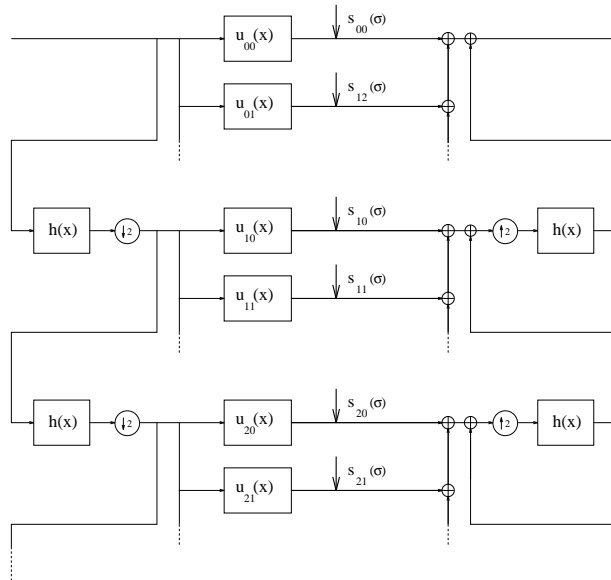 u00(x) s00(σ)
u01(x) s12(σ)
h(x) ↓2 u10(x) s10(σ) ↑2 h(x)
u11(x) s11(σ)
h(x) ↓2 u20(x) s20(σ) ↑2 h(x)
u21(x) s21(σ)